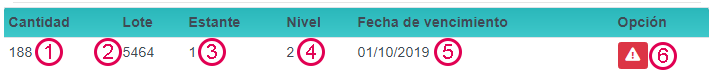 Cantidad Lote Estante Nivel Fecha de vencimiento Opción
188 1 2 5464 1 3 2 4 01/10/2019 5 6